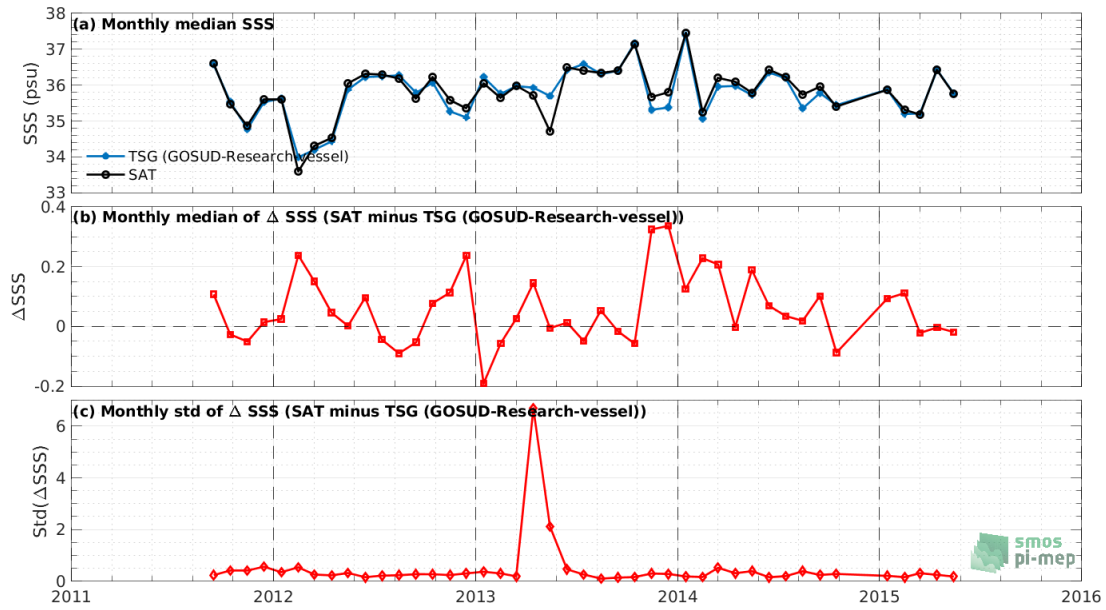 (a) Monthly median SSS
38
37
36
35
34
33
SSS (psu)
TSG (GOSUD-Research-vessel)
SAT
(b) Monthly median of Δ SSS (SAT minus TSG (GOSUD-Research-vessel))
0.4
0.2
0
-0.2
ΔSSS
(c) Monthly std of Δ SSS (SAT minus TSG (GOSUD-Research-vessel))
6
4
2
0
Std(ΔSSS)
smos
pi-mep
2011 2012 2013 2014 2015 2016